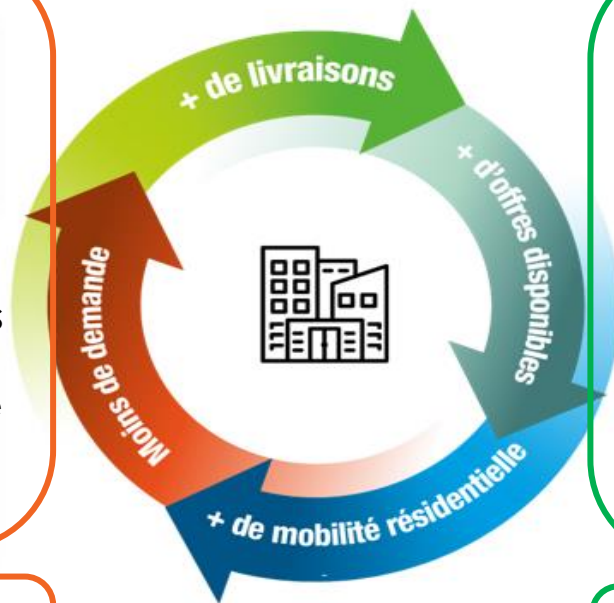 + de livraisons
+ d'offres disponibles
+ de mobilité résidentielle
Moins de demande